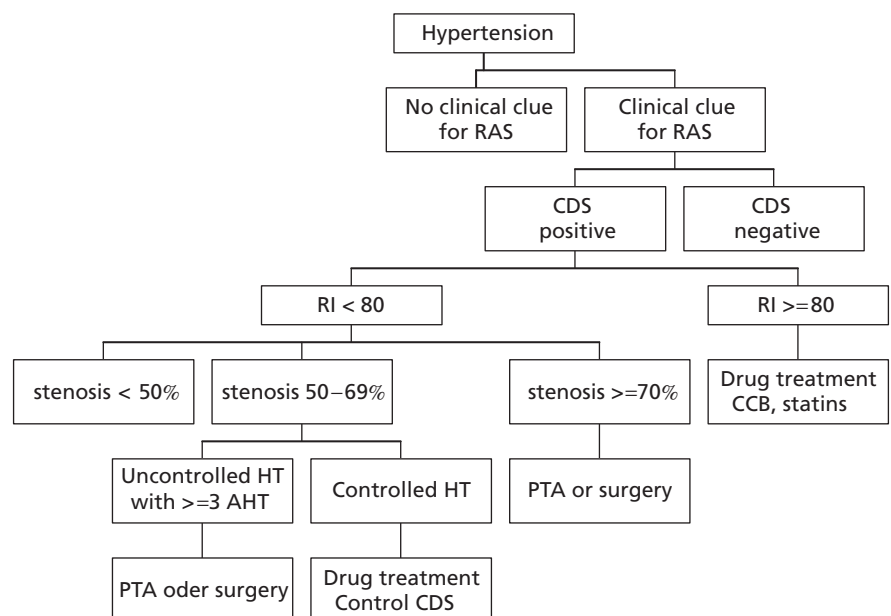 Hypertension
No clinical clue
for RAS
Clinical clue
for RAS
CDS
positive
CDS
negative
RI < 80
RI >=80
stenosis < 50%
stenosis 50–69%
stenosis >=70%
Drug treatment
CCB, statins
Uncontrolled HT
with >=3 AHT
Controlled HT
PTA or surgery
PTA oder surgery
Drug treatment
Control CDS